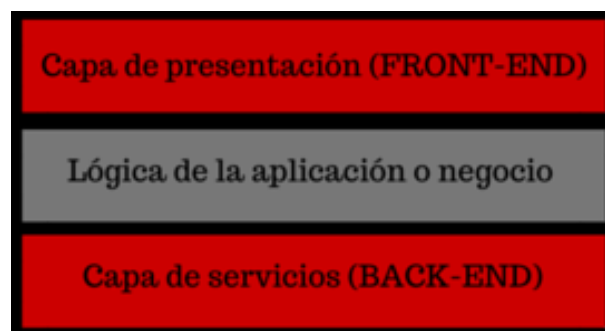 Capa de presentación (FRONT-END)
Lógica de la aplicación o negocio
Capa de servicios (BACK-END)